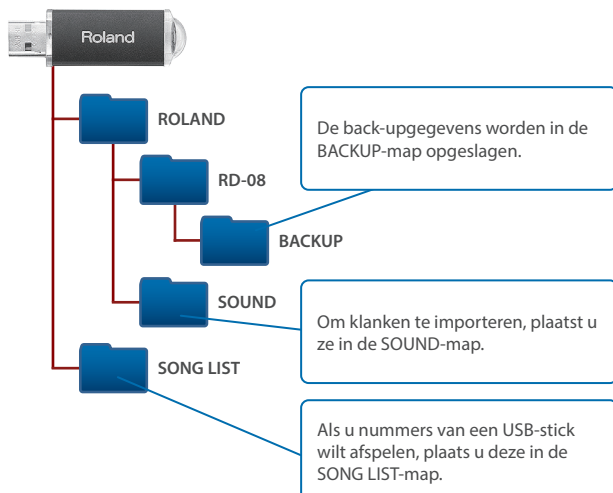 Roland
ROLAND
De back-upgegevens worden in de
BACKUP-map opgeslagen.
RD-08
BACKUP
SOUND
Om klanken te importeren, plaatst u
ze in de SOUND-map.
SONG LIST
Als u nummers van een USB-stick
wilt afspelen, plaats u deze in de
SONG LIST-map.